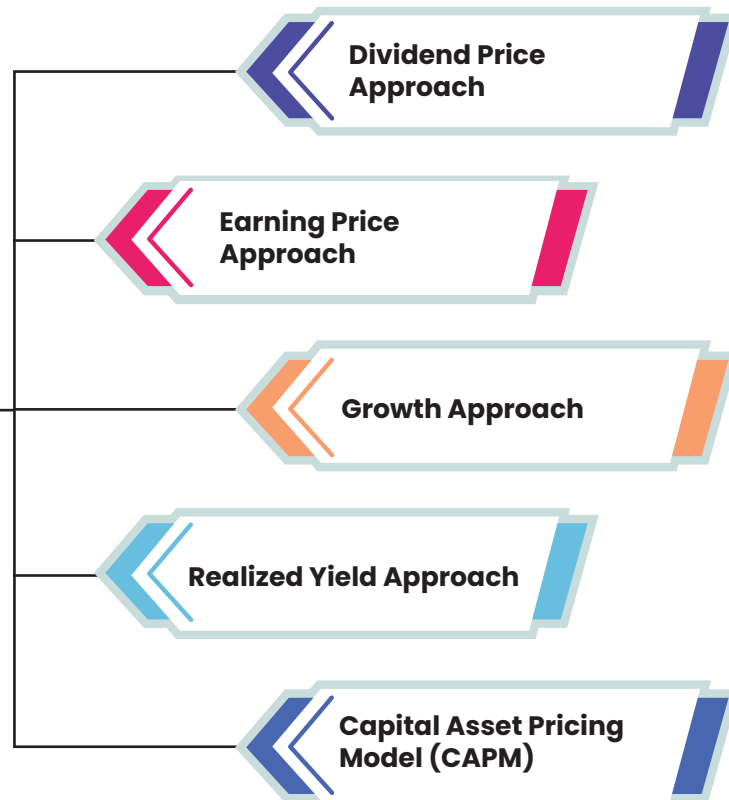 Dividend Price
Approach
Earning Price
Approach
Growth Approach
Realized Yield Approach
Capital Asset Pricing
Model (CAPM)